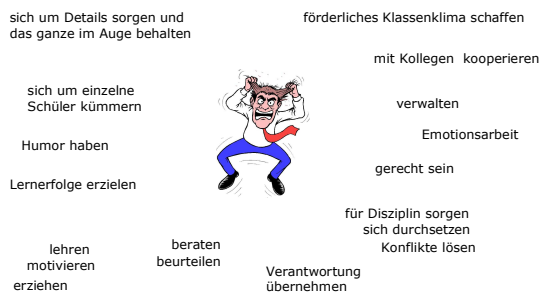 sich um Details sorgen und
das ganze im Auge behalten
förderliches Klassenklima schaffen
mit Kollegen kooperieren
sich um einzelne
Schüler kümmern
verwalten
Emotionsarbeit
Humor haben
gerecht sein
Lernerfolge erzielen
für Disziplin sorgen
sich durchsetzen
Konflikte lösen
lehren
motivieren
erziehen
beraten
beurteilen
Verantwortung
übernehmen